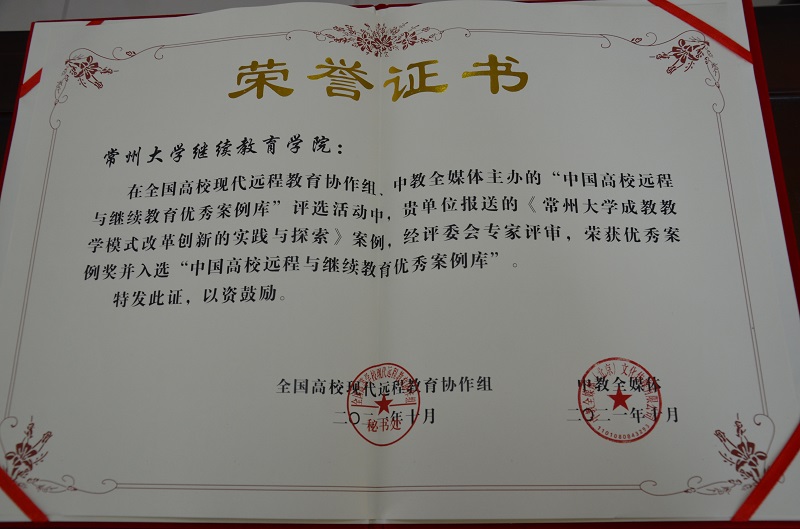 荣誉证书
常州大学继续教育学院：
在全国高校现代远程教育协作组、中教全媒体主办的“中国高校远程
与继续教育优秀案例库”评选活动中，贵单位报送的《常州大学成教教
学模式改革创新的实践与探索》案例，经评委会专家评审，荣获优秀案
例奖并入选“中国高校远程与继续教育优秀案例库”。
特发此证，以资鼓励。
全国高校现代远程教育协作组
秘书处
中教全媒体
二〇二一年十月